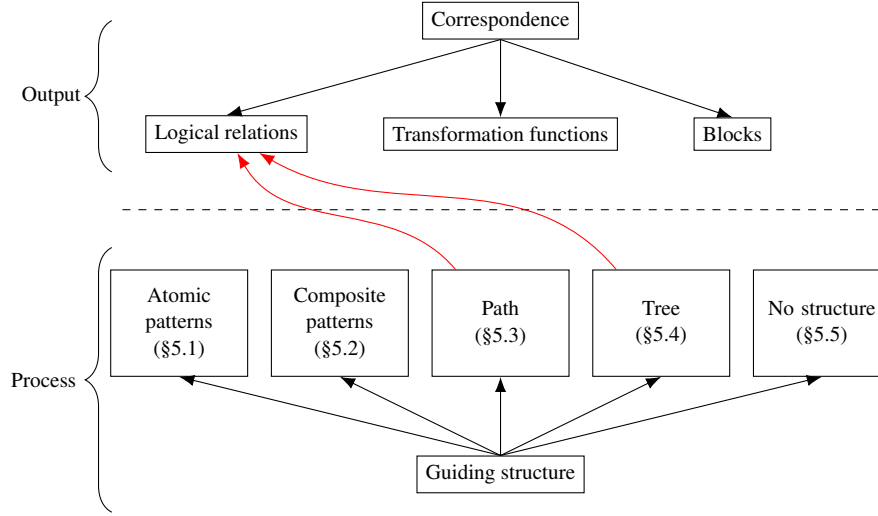 Correspondence
Output
Logical relations
Transformation functions
Blocks
Atomic
patterns
(§5.1)
Composite
patterns
(§5.2)
Path
(§5.3)
Tree
(§5.4)
No structure
(§5.5)
Process
Guiding structure